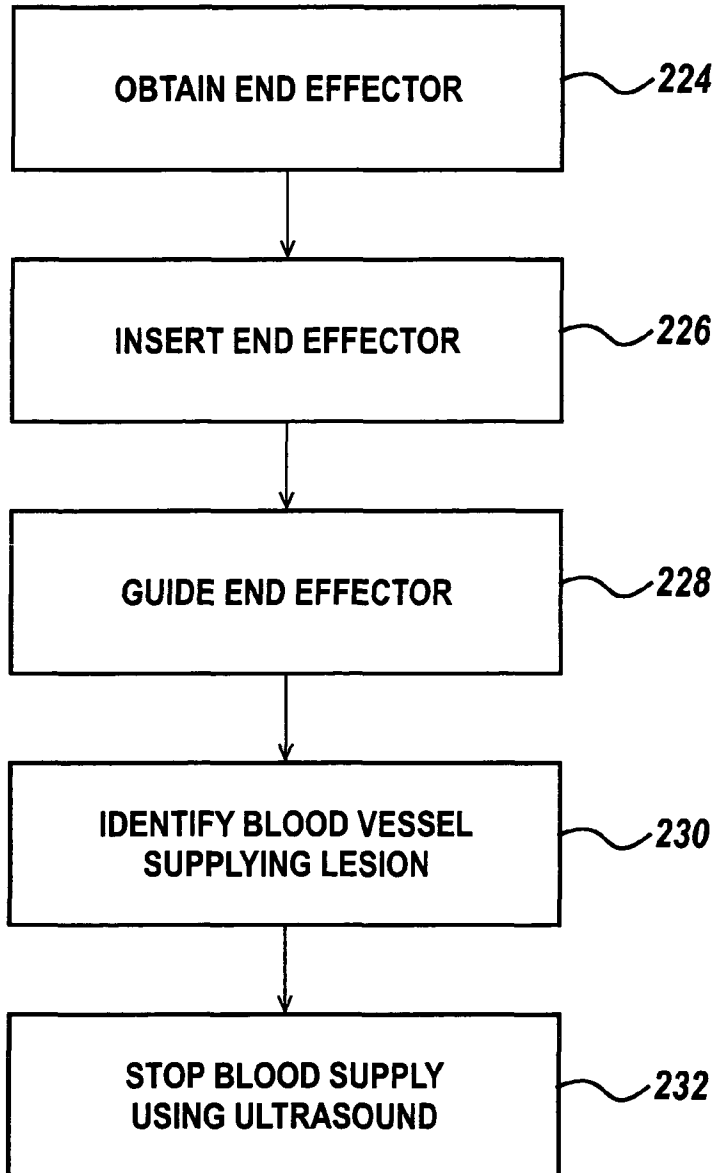 OBTAIN END EFFECTOR
224
INSERT END EFFECTOR
226
GUIDE END EFFECTOR
228
IDENTIFY BLOOD VESSEL
SUPPLYING LESION
230
STOP BLOOD SUPPLY
USING ULTRASOUND
232